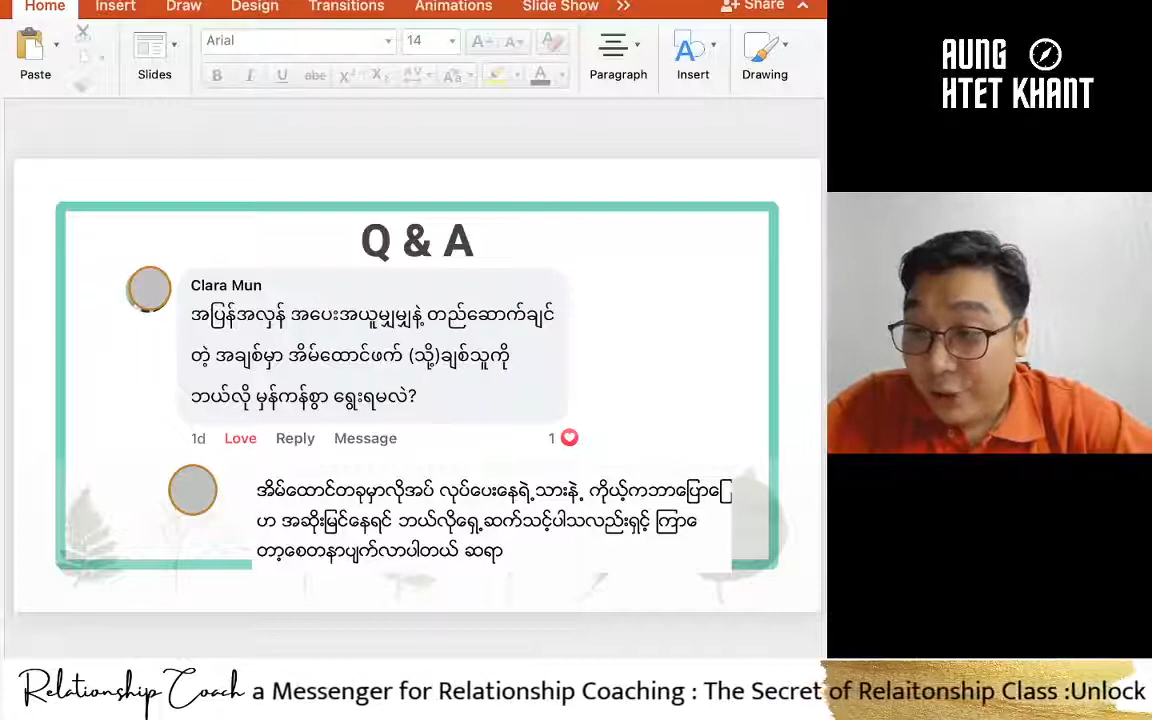 Home Insert Draw Design Transitions Animations Slide Show Share
Arial 14
Paste Slides Paragraph Insert Drawing
AUNG
HTET KHANT
Q & A
Clara Mun
အပြန်အလှန် အပေးအယူမျှမျှနဲ့ တည်ဆောက်ချင်
တဲ့ အချစ်မှာ အိမ်ထောင်ဖက် (သို့)ချစ်သူကို
ဘယ်လို မှန်ကန်စွာ ရွေးရမလဲ?
1d Love Reply Message 1
အိမ်ထောင်တခုမှာလိုအပ် လုပ်ပေးနေရဲ့သားနဲ့ ကိုယ့်ကဘာပြောပြော
ဟ အဆိုးမြင်နေရင် ဘယ်လိုရှေ့ဆက်သင့်ပါသလည်းရှင့် ကြာ‌ေ
တာ့စေတနာပျက်လာပါတယ် ဆရာ
Relationship Coach a Messenger for Relationship Coaching : The Secret of Relaitonship Class :Unlock